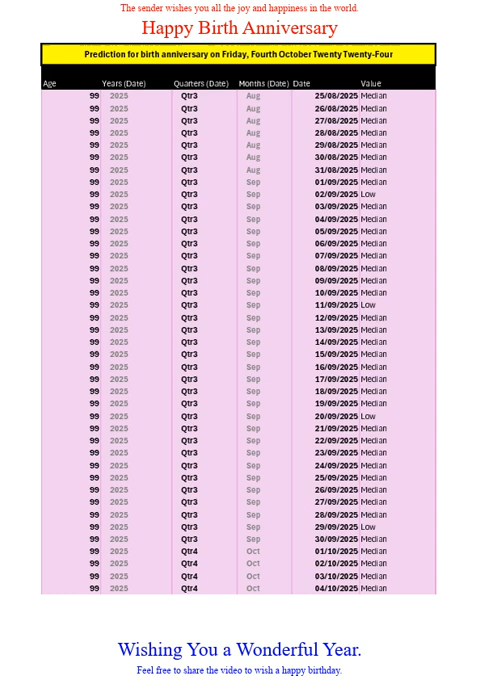 The sender wishes you all the joy and happiness in the world.
Happy Birth Anniversary
Prediction for birth anniversary on Friday, Fourth October Twenty Twenty-Four
Age Years (Date) Quarters (Date) Months (Date) Date Value
99 2025 Qtr3 Aug 25/08/2025 Median
99 2025 Qtr3 Aug 26/08/2025 Median
99 2025 Qtr3 Aug 27/08/2025 Median
99 2025 Qtr3 Aug 28/08/2025 Median
99 2025 Qtr3 Aug 29/08/2025 Median
99 2025 Qtr3 Aug 30/08/2025 Median
99 2025 Qtr3 Aug 31/08/2025 Median
99 2025 Qtr3 Sep 01/09/2025 Median
99 2025 Qtr3 Sep 02/09/2025 Low
99 2025 Qtr3 Sep 03/09/2025 Median
99 2025 Qtr3 Sep 04/09/2025 Median
99 2025 Qtr3 Sep 05/09/2025 Median
99 2025 Qtr3 Sep 06/09/2025 Median
99 2025 Qtr3 Sep 07/09/2025 Median
99 2025 Qtr3 Sep 08/09/2025 Median
99 2025 Qtr3 Sep 09/09/2025 Median
99 2025 Qtr3 Sep 10/09/2025 Median
99 2025 Qtr3 Sep 11/09/2025 Low
99 2025 Qtr3 Sep 12/09/2025 Median
99 2025 Qtr3 Sep 13/09/2025 Median
99 2025 Qtr3 Sep 14/09/2025 Median
99 2025 Qtr3 Sep 15/09/2025 Median
99 2025 Qtr3 Sep 16/09/2025 Median
99 2025 Qtr3 Sep 17/09/2025 Median
99 2025 Qtr3 Sep 18/09/2025 Median
99 2025 Qtr3 Sep 19/09/2025 Median
99 2025 Qtr3 Sep 20/09/2025 Low
99 2025 Qtr3 Sep 21/09/2025 Median
99 2025 Qtr3 Sep 22/09/2025 Median
99 2025 Qtr3 Sep 23/09/2025 Median
99 2025 Qtr3 Sep 24/09/2025 Median
99 2025 Qtr3 Sep 25/09/2025 Median
99 2025 Qtr3 Sep 26/09/2025 Median
99 2025 Qtr3 Sep 27/09/2025 Median
99 2025 Qtr3 Sep 28/09/2025 Median
99 2025 Qtr3 Sep 29/09/2025 Low
99 2025 Qtr3 Sep 30/09/2025 Median
99 2025 Qtr4 Oct 01/10/2025 Median
99 2025 Qtr4 Oct 02/10/2025 Median
99 2025 Qtr4 Oct 03/10/2025 Median
99 2025 Qtr4 Oct 04/10/2025 Median
Wishing You a Wonderful Year.
Feel free to share the video to wish a happy birthday.